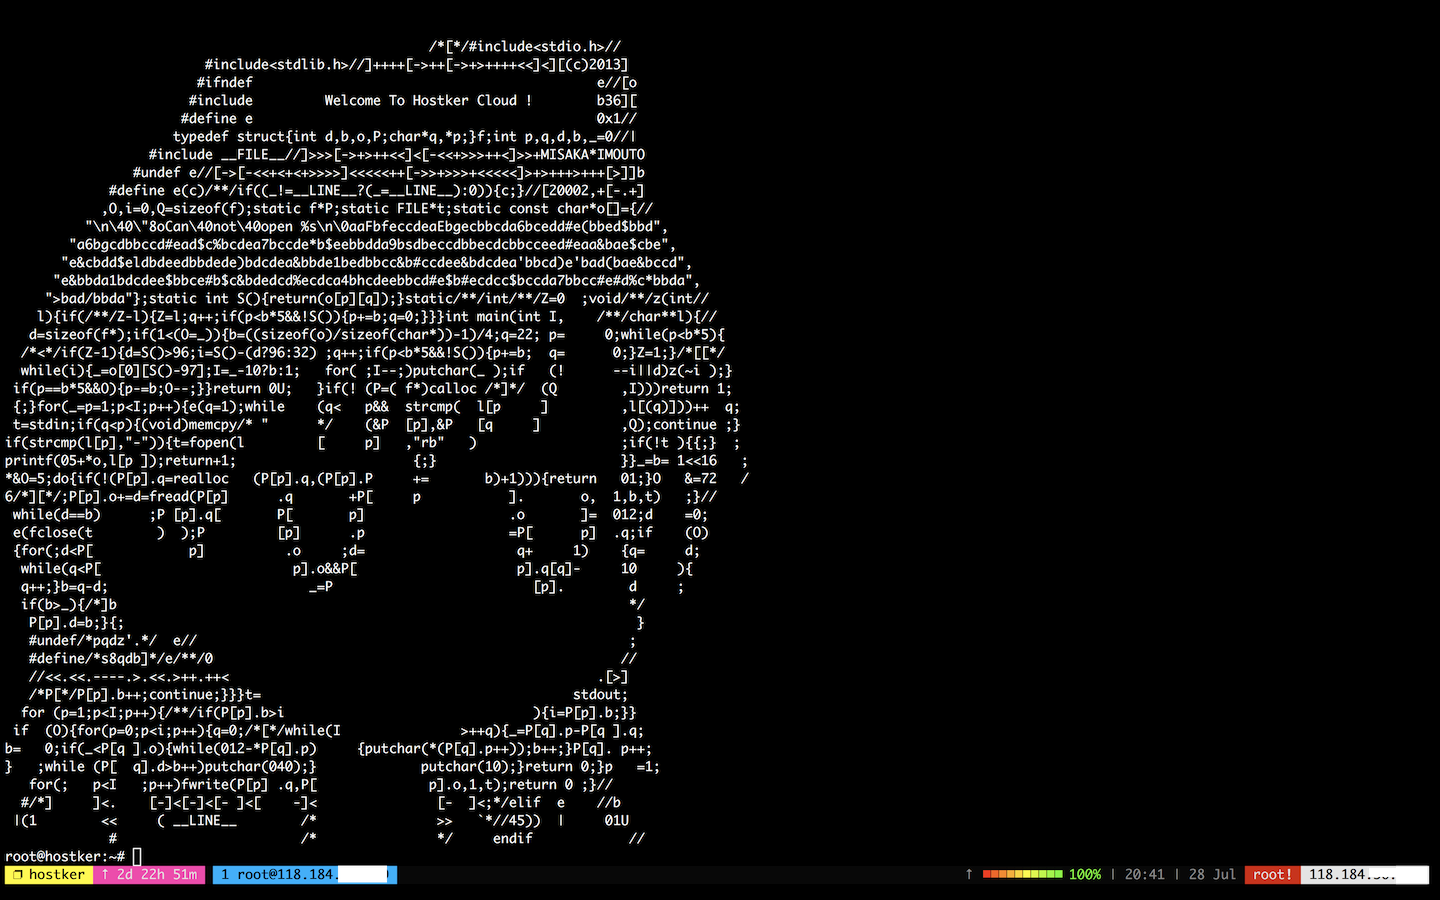 /*[*/#include<stdio.h>//
#include<stdlib.h>//]++++[->++[->+>++++<<]<][(c)2013]
#ifndef e//[o
#include Welcome To Hostker Cloud ! b36][
#define e 0x1//
typedef struct{int d,b,o,P;char*q,*p;}f;int p,q,d,b,_=0//|
#include __FILE__//]>>>[->+>++<<]<[-<<+>>>++<]>>+MISAKA*IMOUTO
#undef e//[->[-<<+<+<+>>>>]<<<<<++[->>+>>>+<<<<<]>+>+++>+++[>]]b
#define e(c)/**/if((_!=__LINE__?(_=__LINE__):0)){c;}//[20002,+[-.+]
,O,i=0,Q=sizeof(f);static f*P;static FILE*t;static const char*o[]={//
"\n\40\"8oCan\40not\40open %s\n\0aaFbfeccdeaEbgecbbcda6bcedd#e(bbed$bbd",
"a6bgcdbbccd#ead$c%bcdea7bccde*b$eebbdda9bsdbeccdbbecdcbbcceed#eaa&bae$cbe",
"e&cbdd$eldbdeedbbdede)bdcdea&bbde1bedbbcc&b#ccdee&bdcdea'bbcd)e'bad(bae&bccd",
"e&bbda1bdcdee$bbce#b$c&bdedcd%ecdca4bhcdeebbcd#e$b#ecdcc$bccda7bbcc#e#d%c*bbda",
">bad/bbda"};static int S(){return(o[p][q]);}static/**/int/**/Z=0 ;void/**/z(int//
l){if(/**/Z-l){Z=l;q++;if(p<b*5&&!S()){p+=b;q=0;}}}int main(int I, /**/char**l){//
d=sizeof(f*);if(1<(O=_)){b=((sizeof(o)/sizeof(char*))-1)/4;q=22; p= 0;while(p<b*5){
/*<*/if(Z-1){d=S()>96;i=S()-(d?96:32) ;q++;if(p<b*5&&!S()){p+=b; q= 0;}Z=1;}/*[[*/
while(i){_=o[0][S()-97];I=_-10?b:1; for( ;I--;)putchar(_ );if (! --i||d)z(~i );}
if(p==b*5&&O){p-=b;O--;}}return 0U; }if(! (P=( f*)calloc /*]*/ (Q ,I)))return 1;
{;}for(_=p=1;p<I;p++){e(q=1);while (q< p&& strcmp( l[p ] ,l[(q)]))++ q;
t=stdin;if(q<p){(void)memcpy/* " */ (&P [p],&P [q ] ,Q);continue ;}
if(strcmp(l[p],"-")){t=fopen(l [ p] ,"rb" ) ;if(!t ){{;} ;
printf(05+*o,l[p ]);return+1; {;} }}_=b= 1<<16 ;
*&O=5;do{if(!(P[p].q=realloc (P[p].q,(P[p].P += b)+1))){return 01;}O &=72 /
6/*][*/;P[p].o+=d=fread(P[p] .q +P[ p ]. o, 1,b,t) ;}//
while(d==b) ;P [p].q[ P[ p] .o ]= 012;d =0;
e(fclose(t ) );P [p] .p =P[ p] .q;if (O)
{for(;d<P[ p] .o ;d= q+ 1) {q= d;
while(q<P[ p].o&&P[ p].q[q]- 10 ){
q++;}b=q-d; _=P [p]. d ;
if(b>_){/*]b */
P[p].d=b;}{; }
#undef/*pqdz'.*/ e// ;
#define/*s8qdb]*/e/**/0 //
//<<.<<.----.>.<<.>++.++< .[>]
/*P[*/P[p].b++;continue;}}}t= stdout;
for (p=1;p<I;p++){/**/if(P[p].b>i ){i=P[p].b;}}
if (O){for(p=0;p<i;p++){q=0;/*[*/while(I >++q){_=P[q].p-P[q ].q;
b= 0;if(_<P[q ].o){while(012-*P[q].p) {putchar(*(P[q].p++));b++;}P[q]. p++;
} ;while (P[ q].d>b++)putchar(040);} putchar(10);}return 0;}p =1;
for(; p<I ;p++)fwrite(P[p] .q,P[ p].o,1,t);return 0 ;}//
#/*] ]<. [-]<[-]<[- ]<[ -]< [- ]<;*/elif e //b
|(1 << ( __LINE__ /* >> `*//45)) | 01U
# /* */ endif //
root@hostker:~#
❐ hostker ↑ 2d 22h 51m 1 root@118.184. ↑ 100% | 20:41 | 28 Jul root! 118.184.